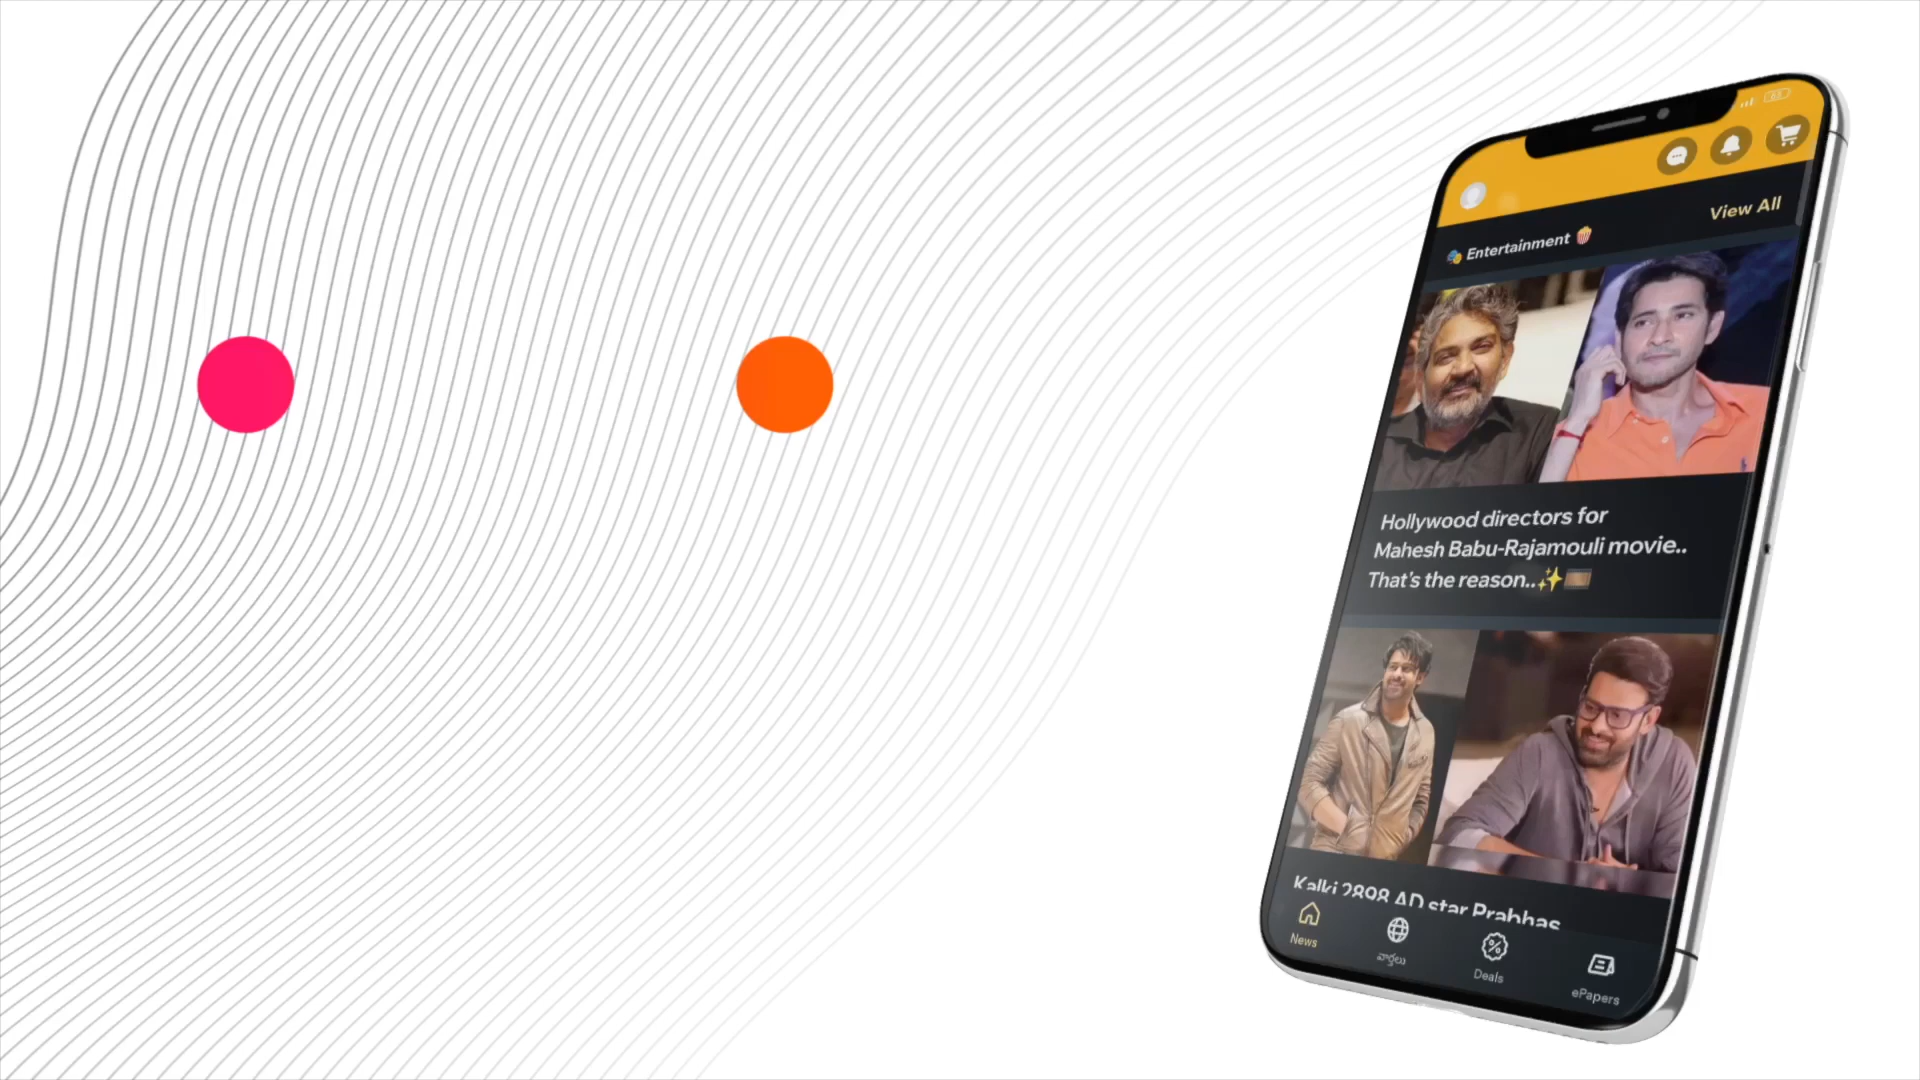 View All
🎭 Entertainment 🍿
Hollywood directors for
Mahesh Babu-Rajamouli movie..
That's the reason..✨🎞️
Kalki 2898 AD star Prabhas
News
వార్తలు
Deals
ePapers